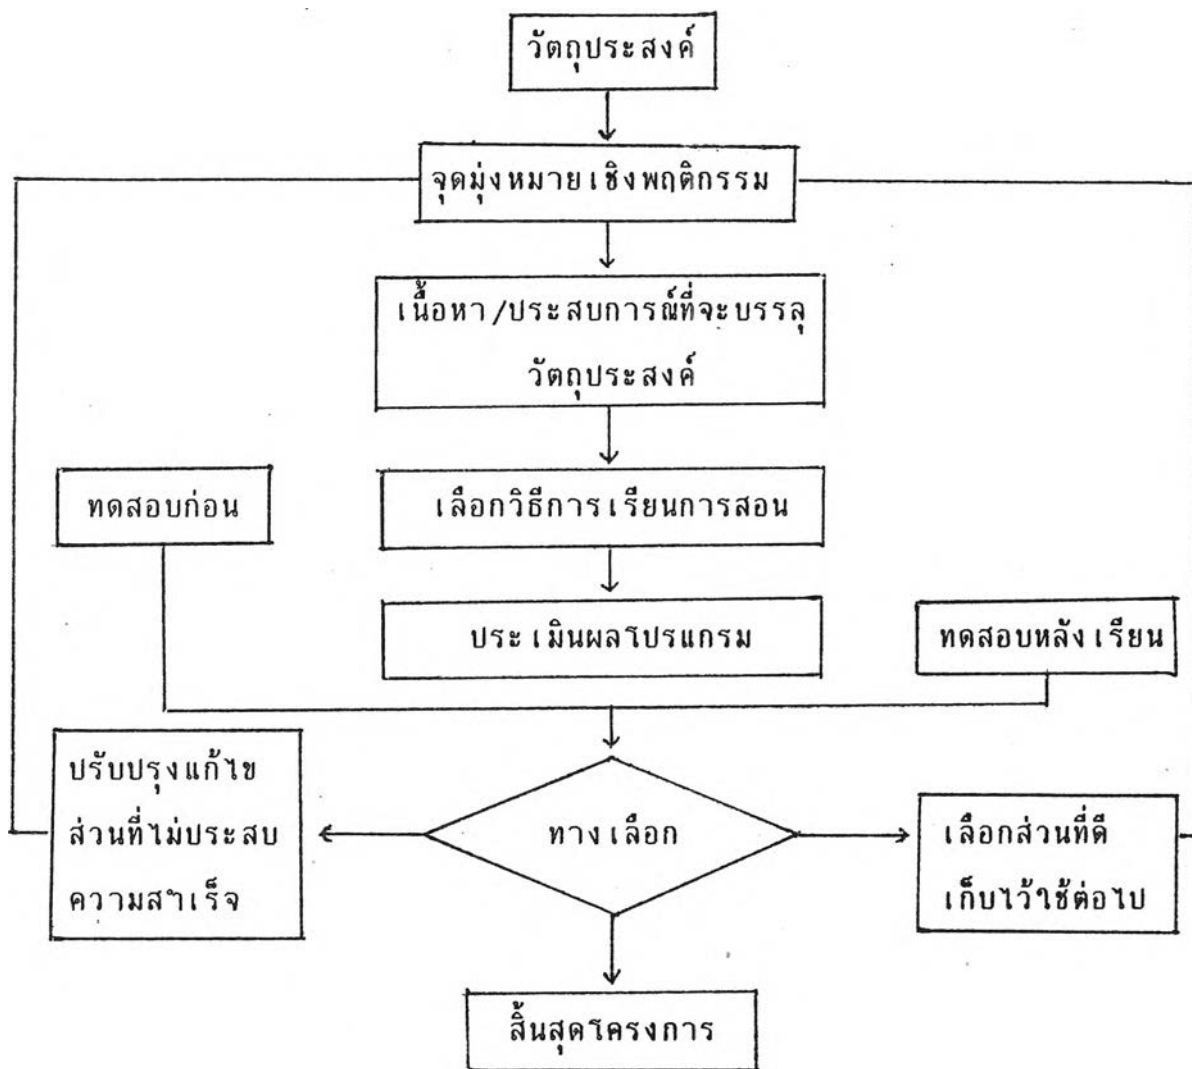 วัตถุประสงค์
จุดมุ่งหมายเชิงพฤติกรรม
เนื้อหา/ประสบการณ์ที่จะบรรลุ
วัตถุประสงค์
ทดสอบก่อน
เลือกวิธีการเรียนการสอน
ประเมินผลโปรแกรม
ทดสอบหลังเรียน
ปรับปรุงแก้ไข
ส่วนที่ไม่ประสบ
ความสำเร็จ
ทางเลือก
เลือกส่วนที่ดี
เก็บไว้ใช้ต่อไป
สิ้นสุดโครงการ